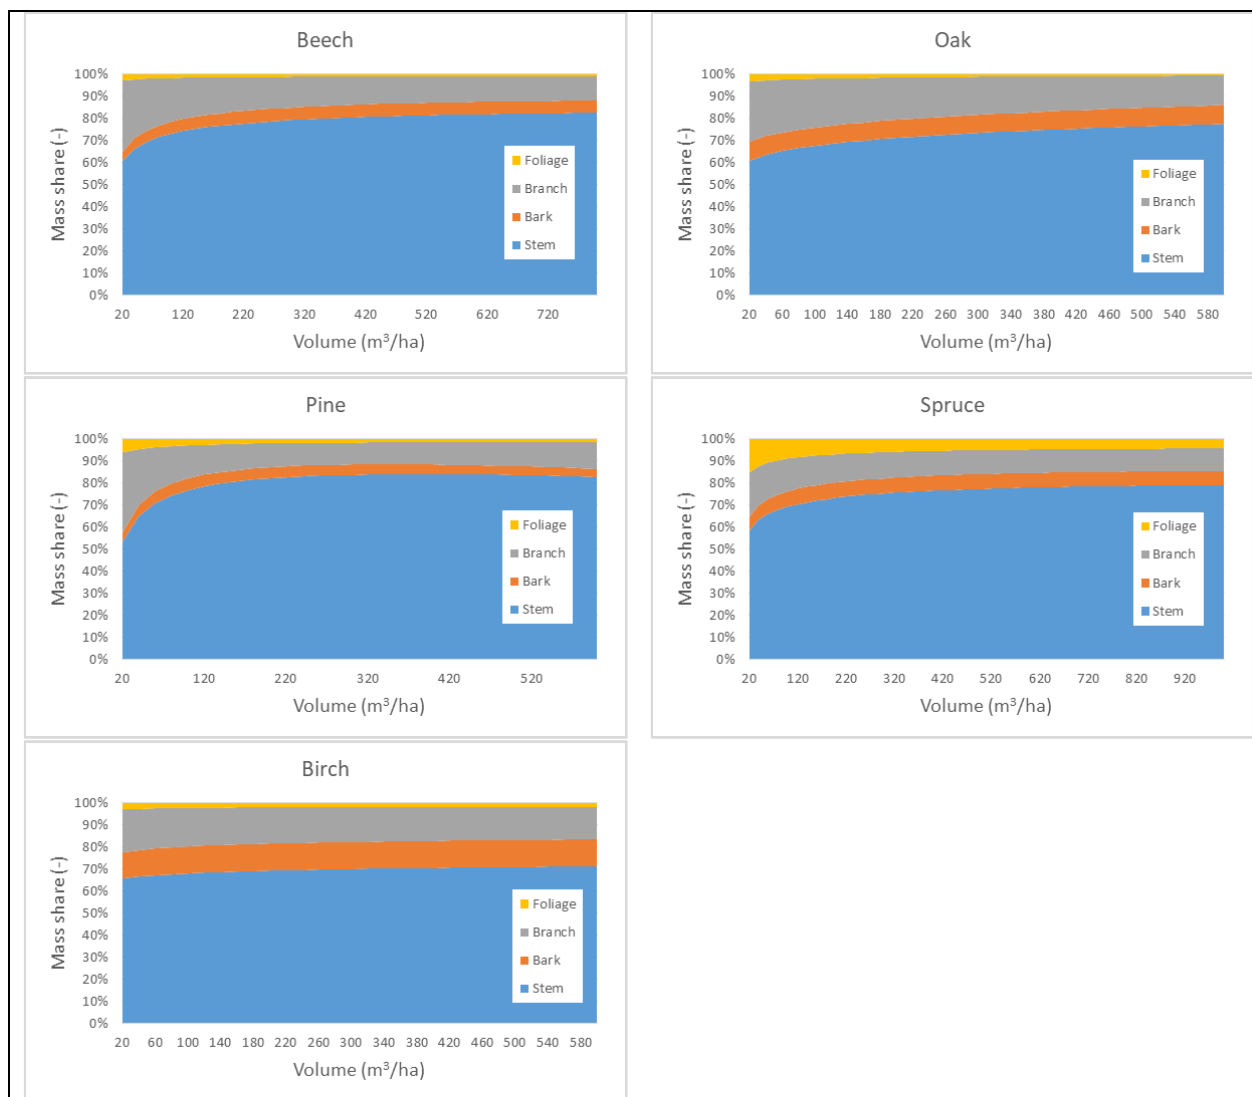 Beech
100%
90%
80%
70%
60%
50%
40%
30%
20%
10%
0%
Mass share (-)
Foliage
Branch
Bark
Stem
20 120 220 320 420 520 620 720
Volume (m³/ha)
Oak
100%
90%
80%
70%
60%
50%
40%
30%
20%
10%
0%
Mass share (-)
Foliage
Branch
Bark
Stem
20 60 100 140 180 220 260 300 340 380 420 460 500 540 580
Volume (m³/ha)
Pine
100%
90%
80%
70%
60%
50%
40%
30%
20%
10%
0%
Mass share (-)
Foliage
Branch
Bark
Stem
20 120 220 320 420 520
Volume (m³/ha)
Spruce
100%
90%
80%
70%
60%
50%
40%
30%
20%
10%
0%
Mass share (-)
Foliage
Branch
Bark
Stem
20 120 220 320 420 520 620 720 820 920
Volume (m³/ha)
Birch
100%
90%
80%
70%
60%
50%
40%
30%
20%
10%
0%
Mass share (-)
Foliage
Branch
Bark
Stem
20 60 100 140 180 220 260 300 340 380 420 460 500 540 580
Volume (m³/ha)